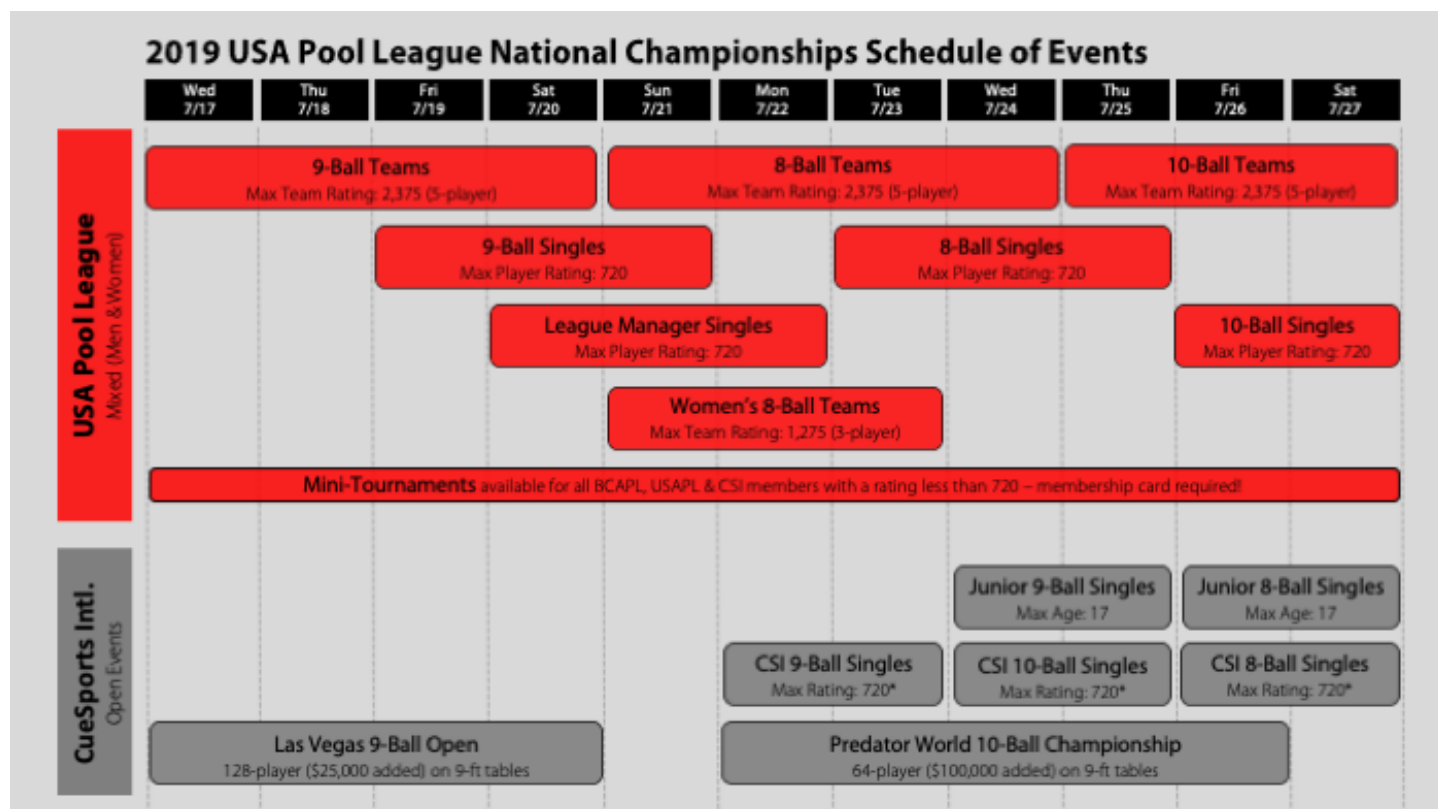 2019 USA Pool League National Championships Schedule of Events
Wed 7/17
Thu 7/18
Fri 7/19
Sat 7/20
Sun 7/21
Mon 7/22
Tue 7/23
Wed 7/24
Thu 7/25
Fri 7/26
Sat 7/27
USA Pool League
Mixed (Men & Women)
9-Ball Teams
Max Team Rating: 2,375 (5-player)
8-Ball Teams
Max Team Rating: 2,375 (5-player)
10-Ball Teams
Max Team Rating: 2,375 (5-player)
9-Ball Singles
Max Player Rating: 720
8-Ball Singles
Max Player Rating: 720
League Manager Singles
Max Player Rating: 720
10-Ball Singles
Max Player Rating: 720
Women's 8-Ball Teams
Max Team Rating: 1,275 (3-player)
Mini-Tournaments available for all BCAPL, USAPL & CSI members with a rating less than 720 – membership card required!
CueSports Intl.
Open Events
Junior 9-Ball Singles
Max Age: 17
Junior 8-Ball Singles
Max Age: 17
CSI 9-Ball Singles
Max Rating: 720*
CSI 10-Ball Singles
Max Rating: 720*
CSI 8-Ball Singles
Max Rating: 720*
Las Vegas 9-Ball Open
128-player ($25,000 added) on 9-ft tables
Predator World 10-Ball Championship
64-player ($100,000 added) on 9-ft tables